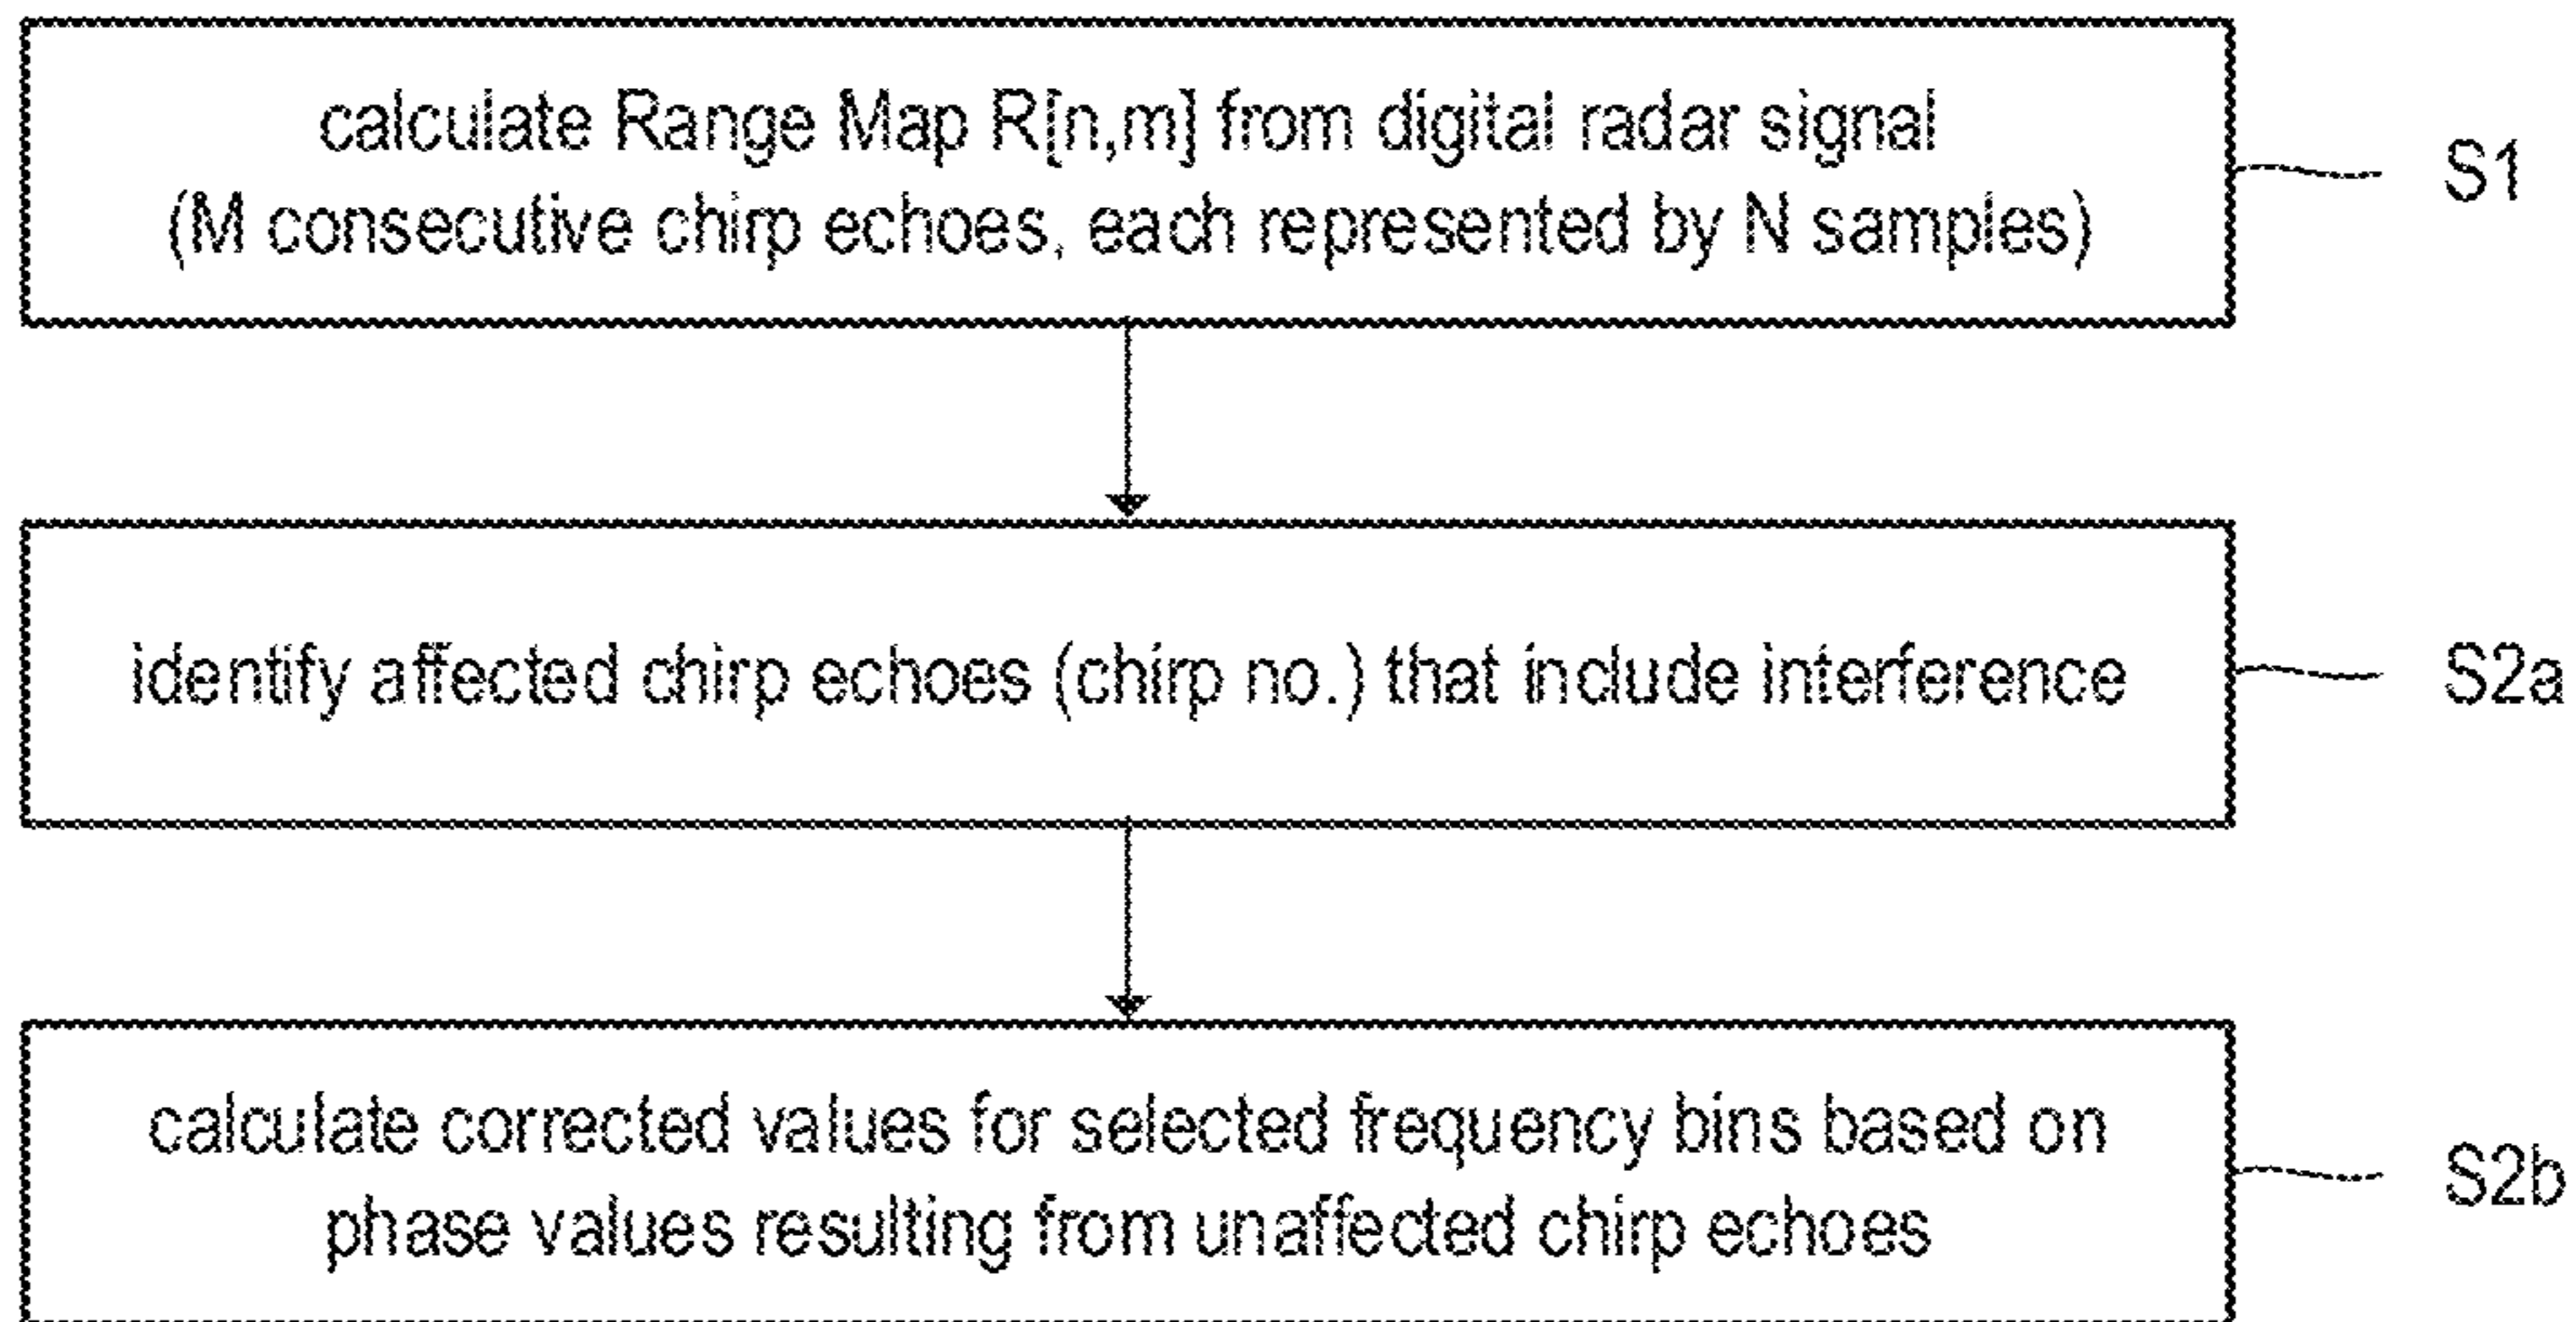 calculate Range Map R[n,m] from digital radar signal
(M consecutive chirp echoes, each represented by N samples)
S1
identify affected chirp echoes (chirp no.) that include interference
S2a
calculate corrected values for selected frequency bins based on
phase values resulting from unaffected chirp echoes
S2b